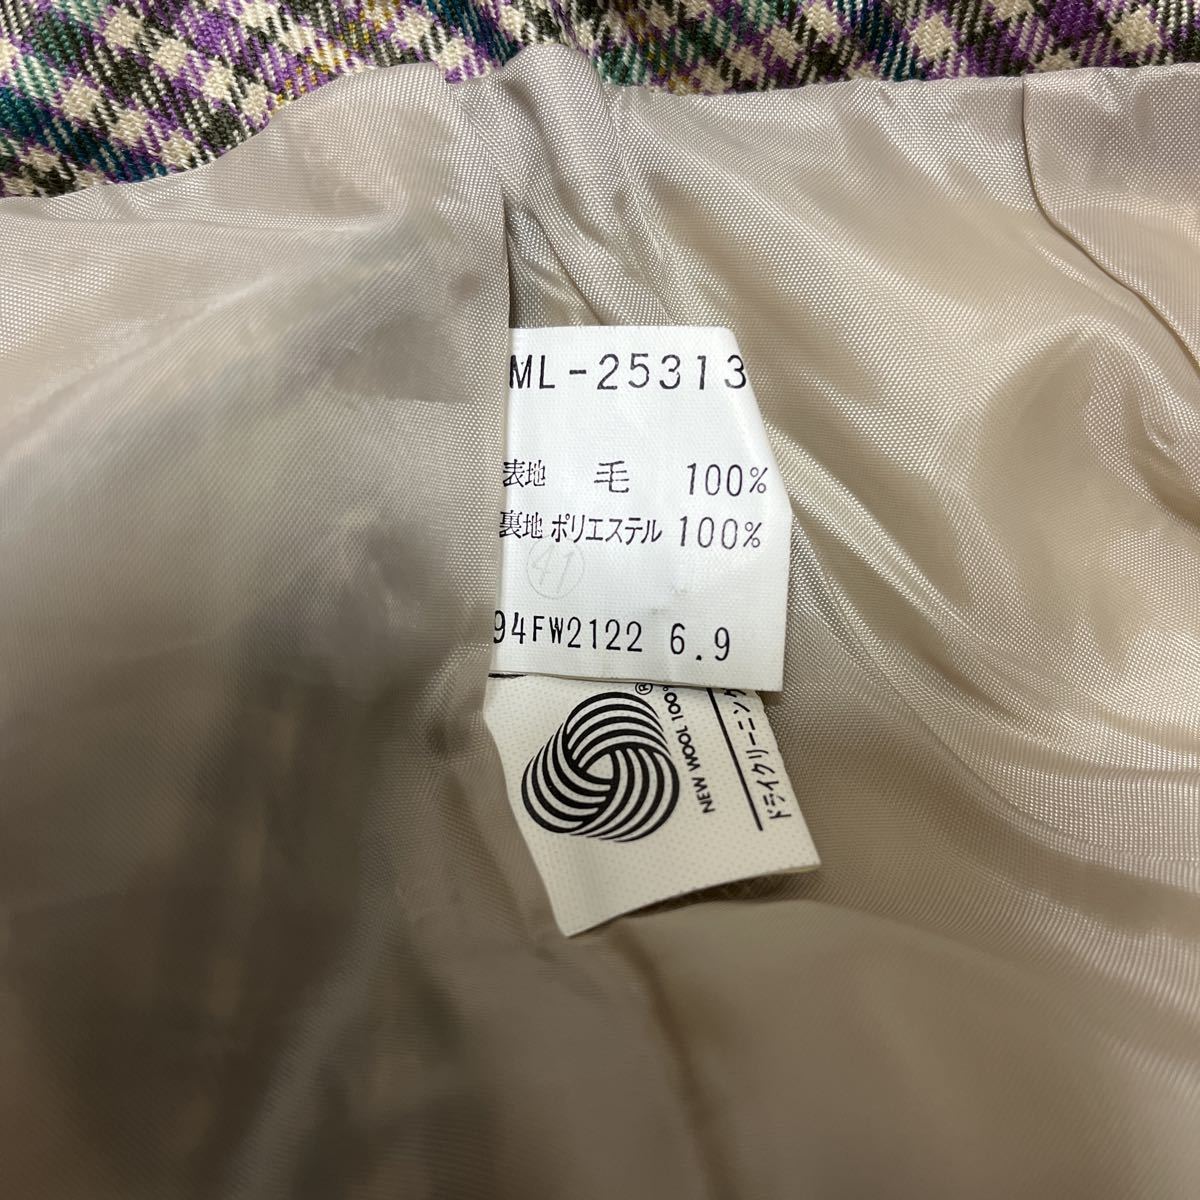 ML-25313
表地 毛 100%
裏地 ポリエステル 100%
41
94FW2122 6.9
®
NEW WOOL 100%
ドライクリーニング